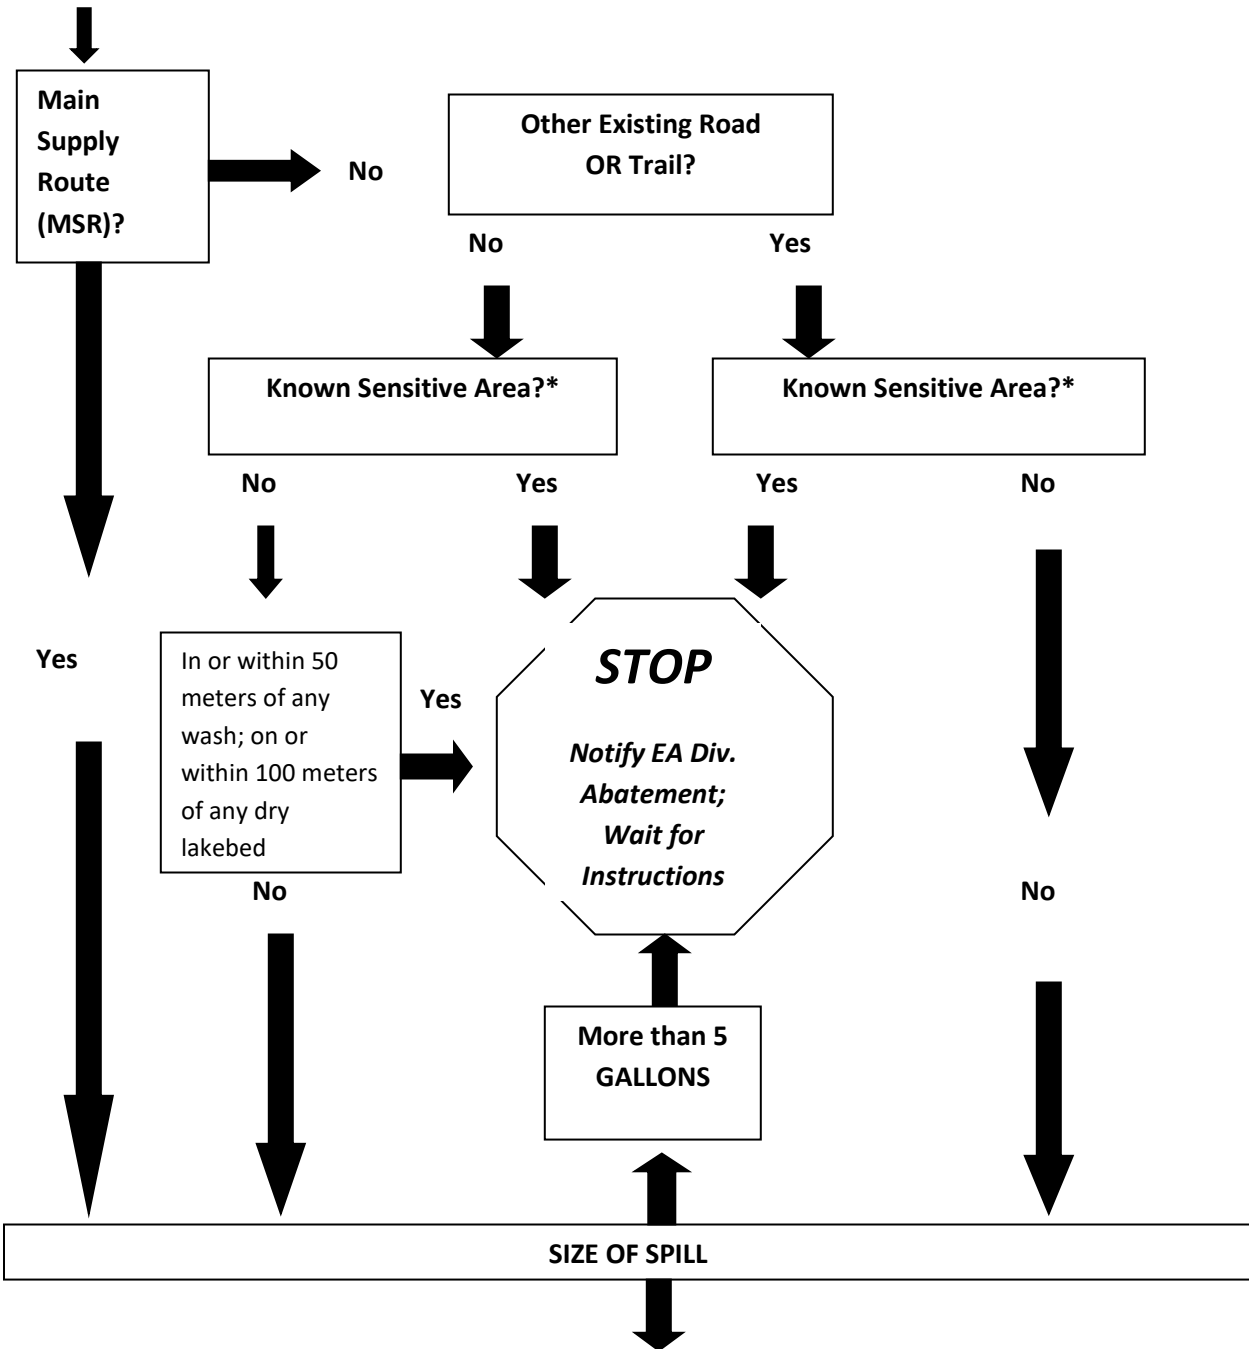 Main
Supply
Route
(MSR)?
No
Other Existing Road
OR Trail?
No
Yes
Known Sensitive Area?*
Known Sensitive Area?*
No
Yes
Yes
No
Yes
In or within 50
meters of any
wash; on or
within 100 meters
of any dry
lakebed
Yes
STOP
Notify EA Div.
Abatement;
Wait for
Instructions
No
No
More than 5
GALLONS
SIZE OF SPILL